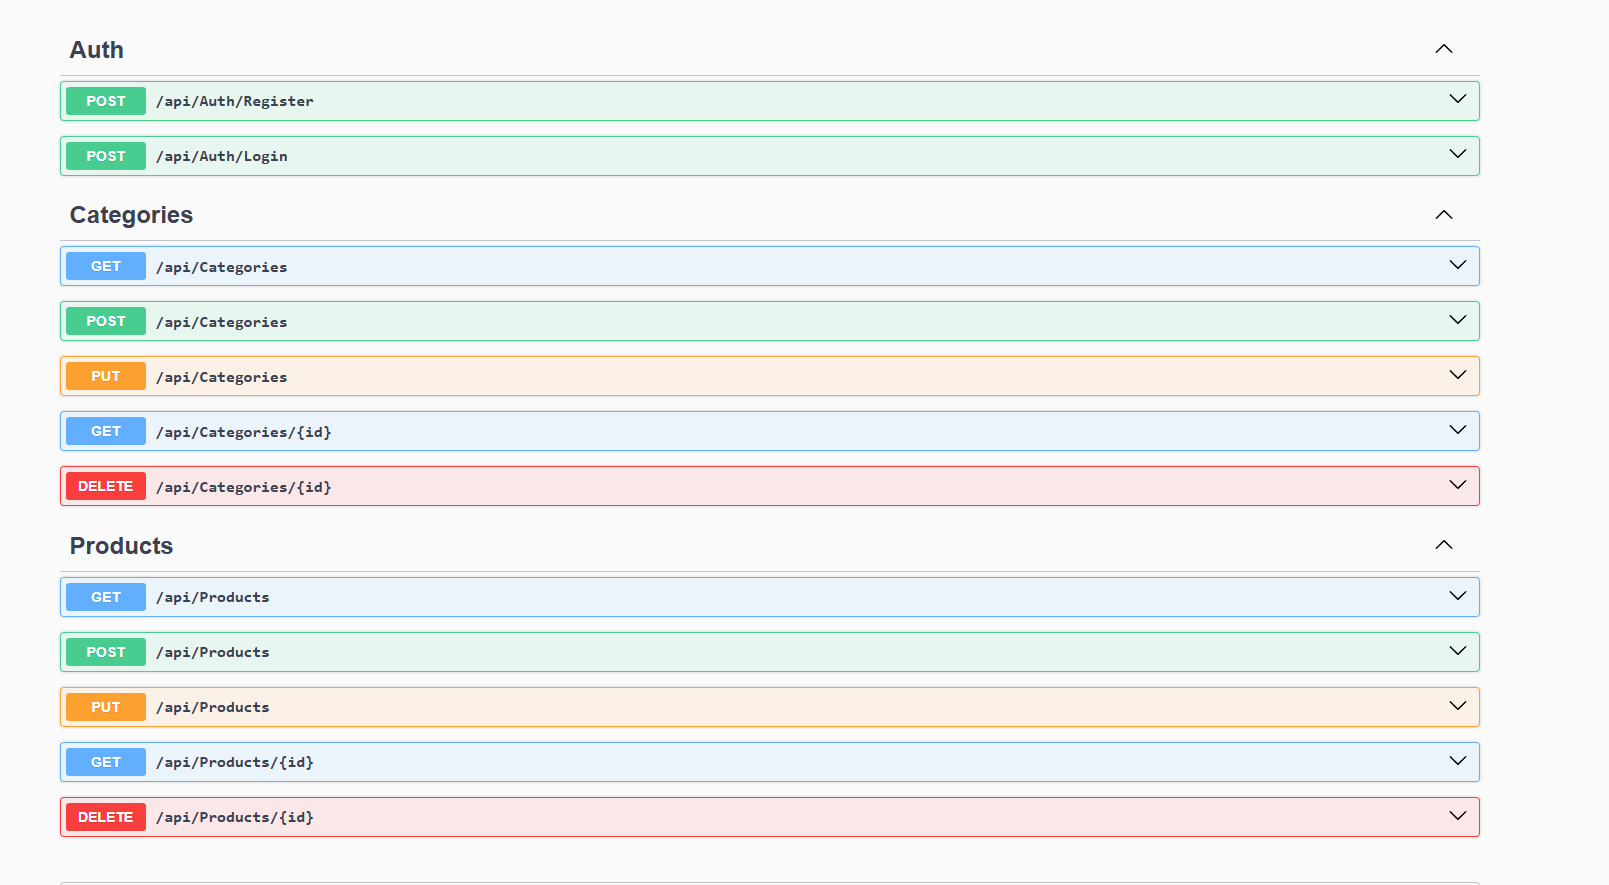 Auth
POST /api/Auth/Register
POST /api/Auth/Login
Categories
GET /api/Categories
POST /api/Categories
PUT /api/Categories
GET /api/Categories/{id}
DELETE /api/Categories/{id}
Products
GET /api/Products
POST /api/Products
PUT /api/Products
GET /api/Products/{id}
DELETE /api/Products/{id}